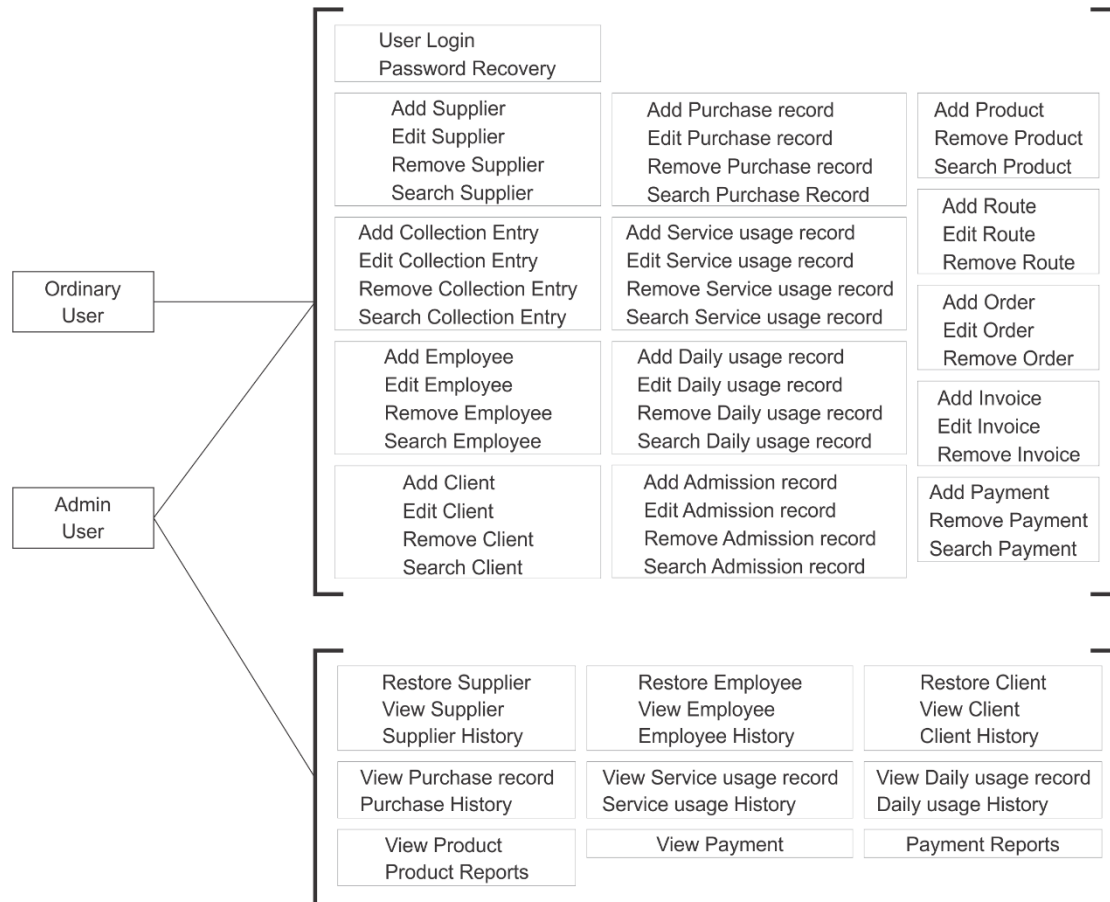 User Login
Password Recovery
Add Supplier
Edit Supplier
Remove Supplier
Search Supplier
Add Purchase record
Edit Purchase record
Remove Purchase record
Search Purchase Record
Add Product
Remove Product
Search Product
Add Route
Edit Route
Remove Route
Add Collection Entry
Edit Collection Entry
Remove Collection Entry
Search Collection Entry
Add Service usage record
Edit Service usage record
Remove Service usage record
Search Service usage record
Ordinary
User
Add Order
Edit Order
Remove Order
Add Employee
Edit Employee
Remove Employee
Search Employee
Add Daily usage record
Edit Daily usage record
Remove Daily usage record
Search Daily usage record
Add Invoice
Edit Invoice
Remove Invoice
Admin
User
Add Client
Edit Client
Remove Client
Search Client
Add Admission record
Edit Admission record
Remove Admission record
Search Admission record
Add Payment
Remove Payment
Search Payment
Restore Supplier
View Supplier
Supplier History
Restore Employee
View Employee
Employee History
Restore Client
View Client
Client History
View Purchase record
Purchase History
View Service usage record
Service usage History
View Daily usage record
Daily usage History
View Product
Product Reports
View Payment
Payment Reports